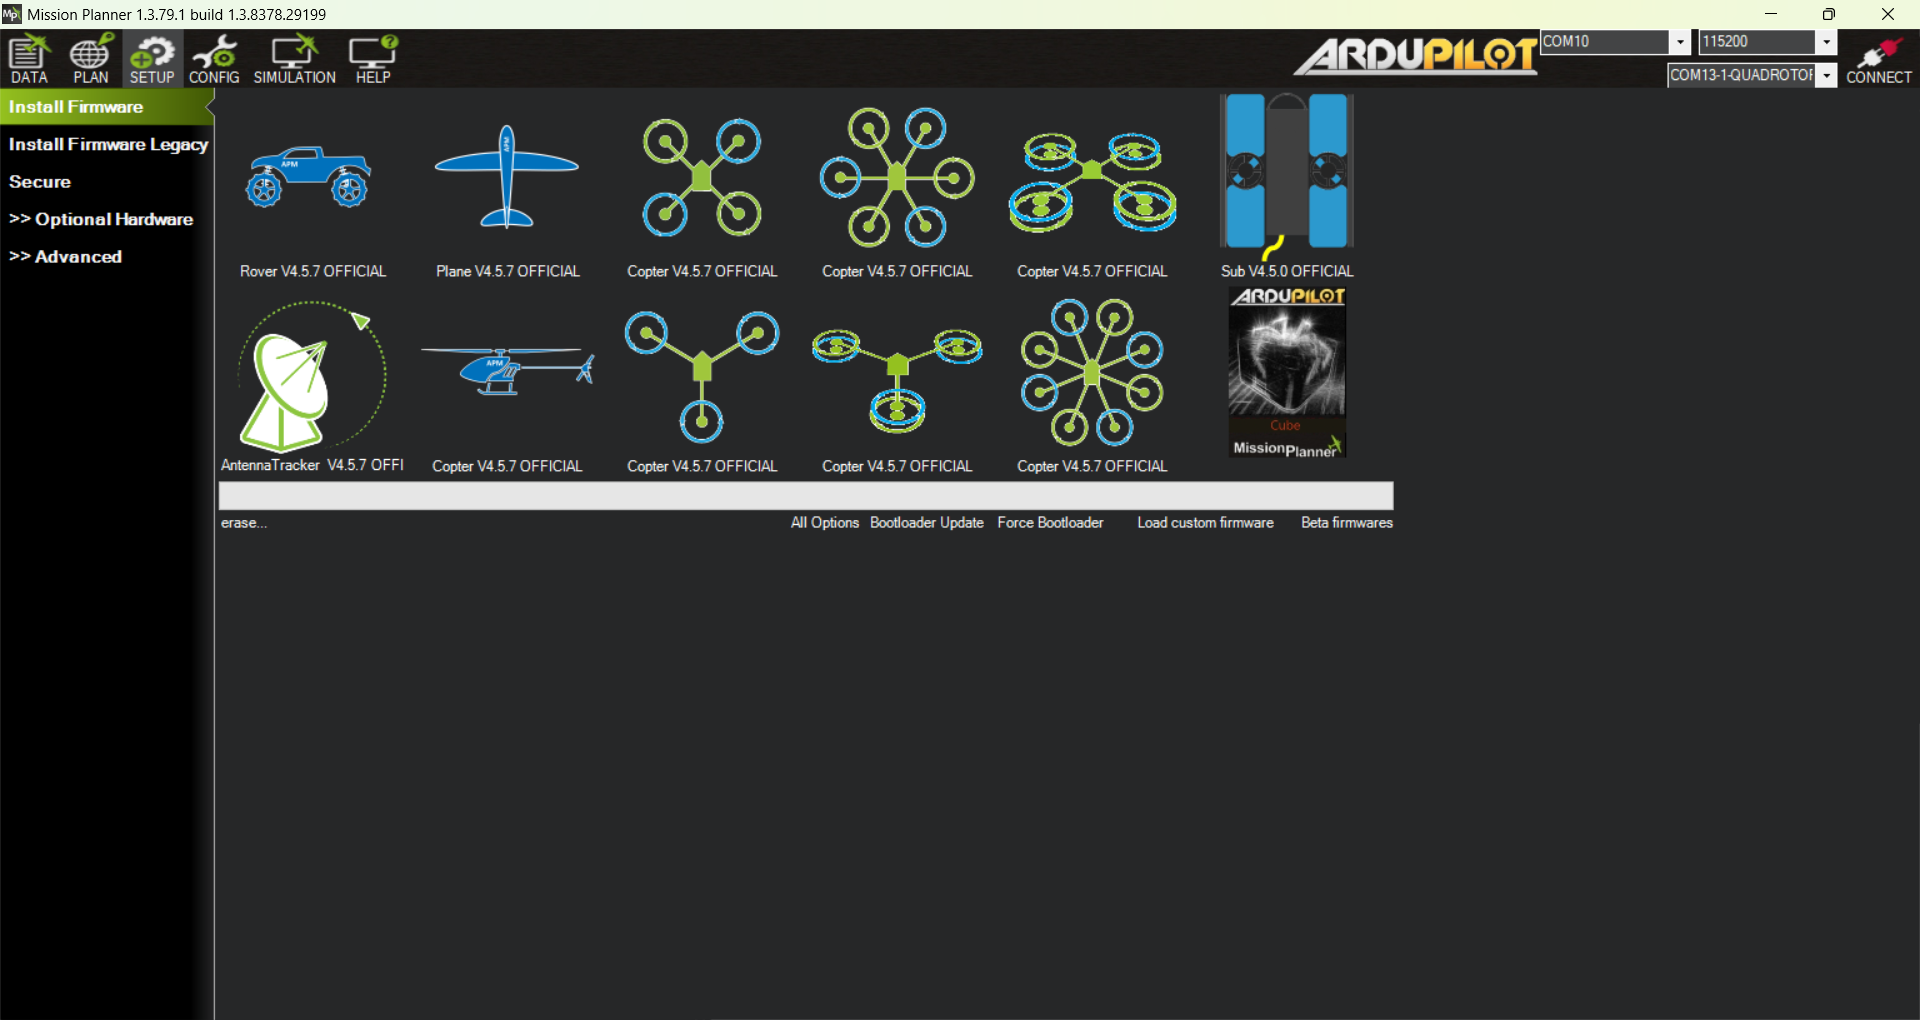 Mission Planner 1.3.79.1 build 1.3.8378.29199
DATA PLAN SETUP CONFIG SIMULATION HELP
ARDUPILOT
COM10
115200
COM13-1-QUADROTOR
CONNECT
Install Firmware
Install Firmware Legacy
Secure
>> Optional Hardware
>> Advanced
APM
APM
Rover V4.5.7 OFFICIAL
Plane V4.5.7 OFFICIAL
Copter V4.5.7 OFFICIAL
Copter V4.5.7 OFFICIAL
Copter V4.5.7 OFFICIAL
Sub V4.5.0 OFFICIAL
APM
ARDUPILOT
Cube
MissionPlanner
AntennaTracker V4.5.7 OFFI
Copter V4.5.7 OFFICIAL
Copter V4.5.7 OFFICIAL
Copter V4.5.7 OFFICIAL
Copter V4.5.7 OFFICIAL
erase...
All Options
Bootloader Update
Force Bootloader
Load custom firmware
Beta firmwares